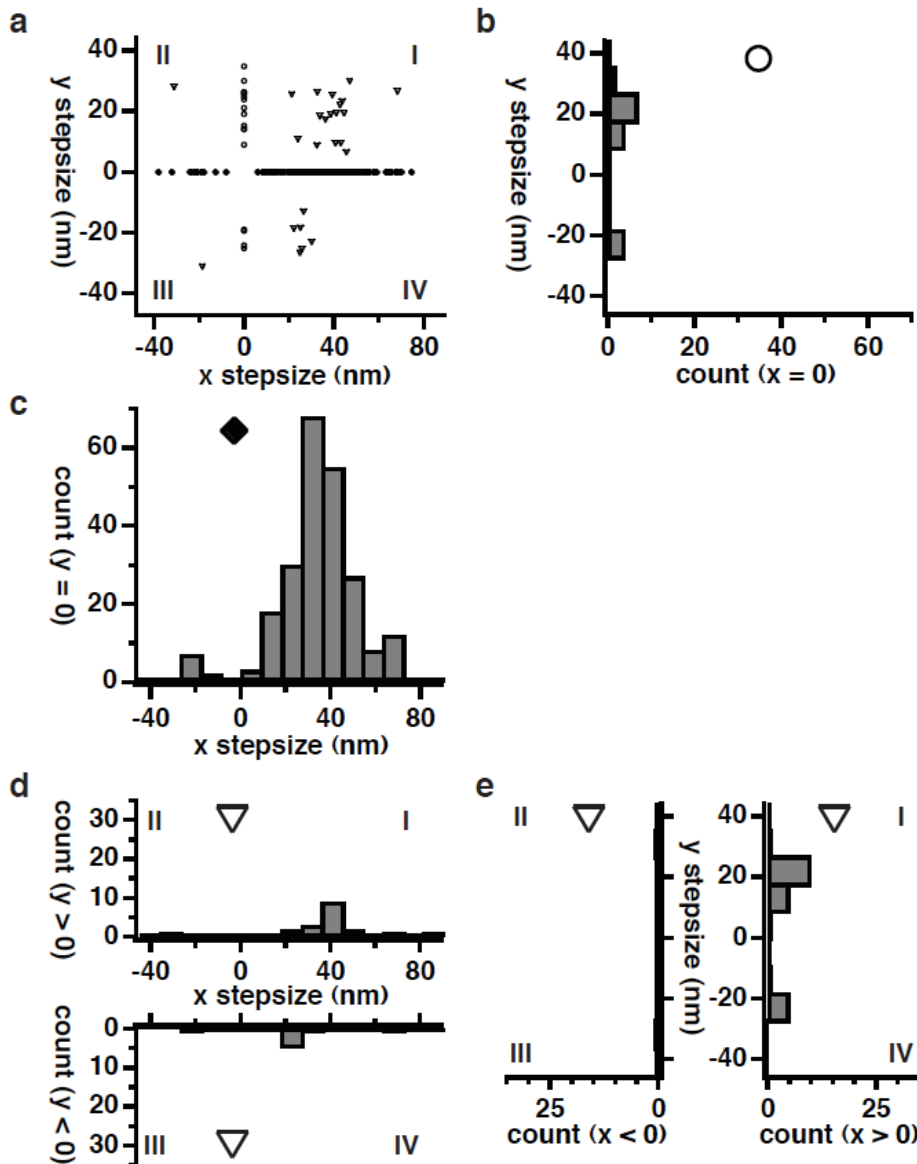 a
II
I
III
IV
y stepsize (nm)
40
20
0
-20
-40
-40 0 40 80
x stepsize (nm)
b
y stepsize (nm)
40
20
0
-20
-40
0 20 40 60
count (x = 0)
c
count (y = 0)
60
40
20
0
-40 0 40 80
x stepsize (nm)
d
II
I
count (y > 0)
30
20
10
0
-40 0 40 80
x stepsize (nm)
count (y < 0)
0
10
20
30
III
IV
e
II
III
25 0
count (x < 0)
y stepsize (nm)
40
20
0
-20
-40
I
IV
0 25
count (x > 0)